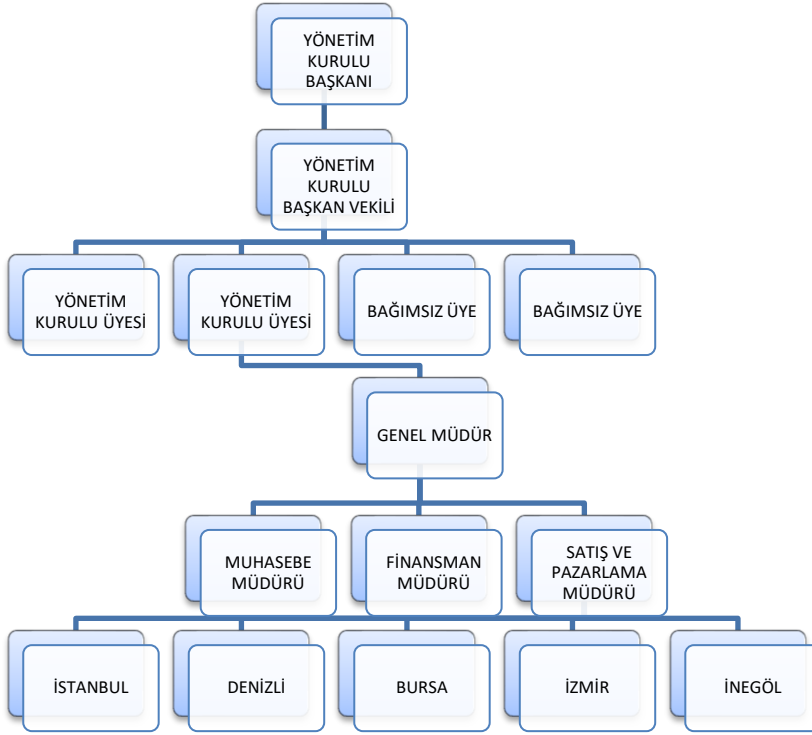 YÖNETİM
KURULU
BAŞKANI
YÖNETİM
KURULU
BAŞKAN VEKİLİ
YÖNETİM
KURULU ÜYESİ
YÖNETİM
KURULU ÜYESİ
BAĞIMSIZ ÜYE
BAĞIMSIZ ÜYE
GENEL MÜDÜR
MUHASEBE
MÜDÜRÜ
FİNANSMAN
MÜDÜRÜ
SATIŞ VE
PAZARLAMA
MÜDÜRÜ
İSTANBUL
DENİZLİ
BURSA
İZMİR
İNEGÖL